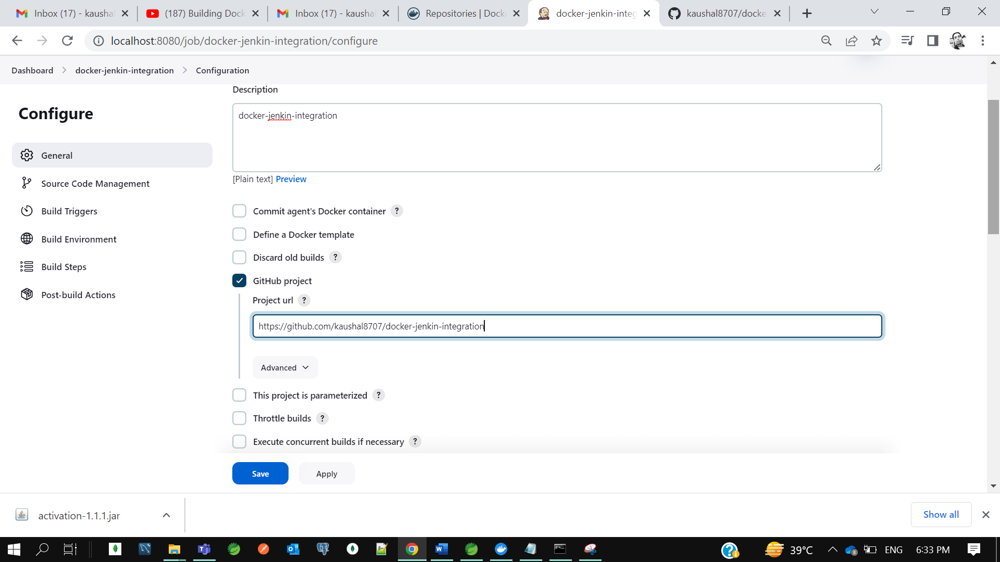 Inbox (17) - kaushal
(187) Building Dock
Inbox (17) - kaushal
Repositories | Docke
docker-jenkin-integ
kaushal8707/docke
localhost:8080/job/docker-jenkin-integration/configure
Dashboard
docker-jenkin-integration
Configuration
Configure
General
Source Code Management
Build Triggers
Build Environment
Build Steps
Post-build Actions
Description
docker-jenkin-integration
[Plain text] Preview
Commit agent's Docker container ?
Define a Docker template
Discard old builds ?
GitHub project
Project url ?
https://github.com/kaushal8707/docker-jenkin-integration
Advanced
This project is parameterized ?
Throttle builds ?
Execute concurrent builds if necessary ?
Save
Apply
activation-1.1.1.jar
Show all
39°C
ENG
6:33 PM